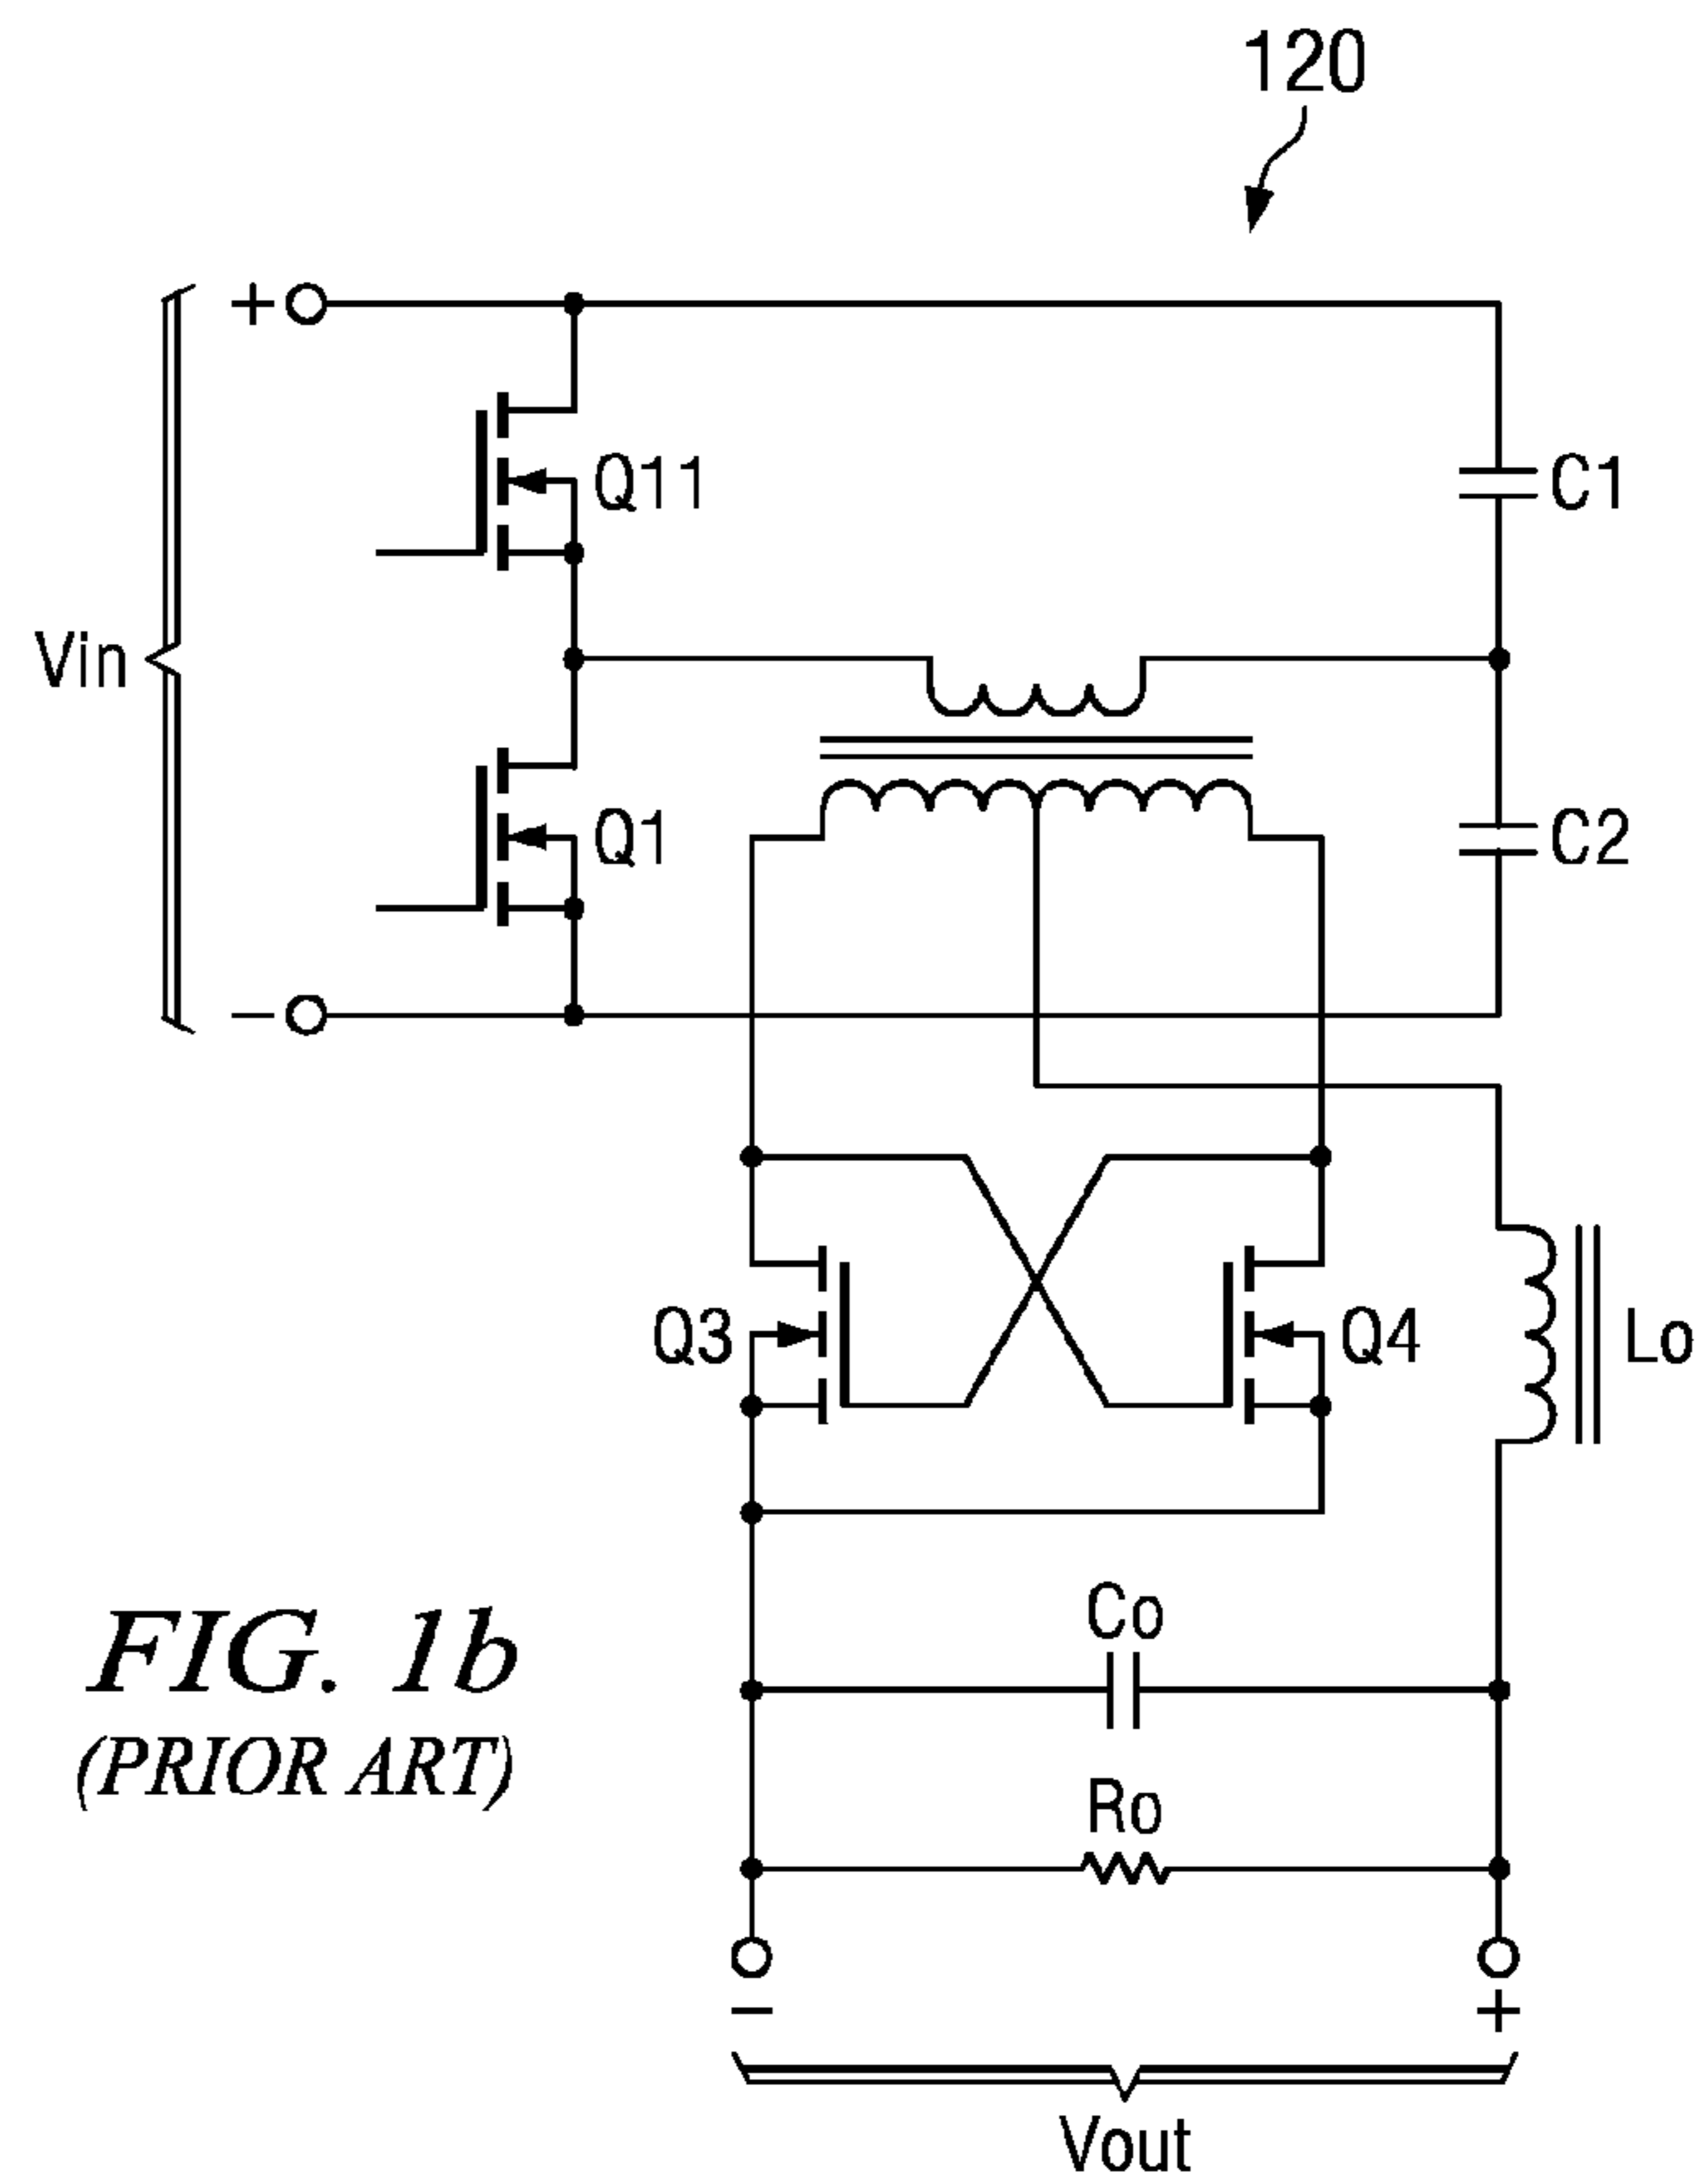 120
+
Q11
C1
Vin
Q1
C2
−
Q3
Q4
Lo
FIG. 1b
(PRIOR ART)
Co
Ro
−
+
Vout